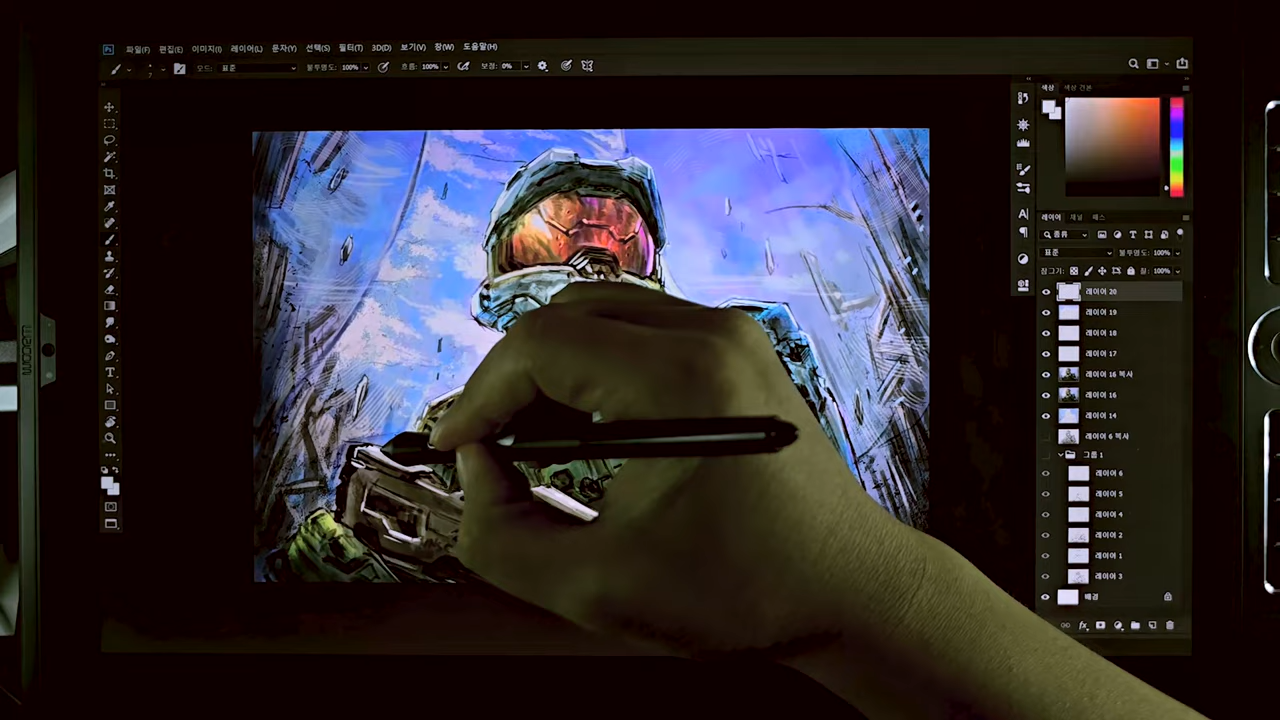 Ps 파일(F) 편집(E) 이미지(I) 레이어(L) 문자(Y) 선택(S) 필터(T) 3D(D) 보기(V) 창(W) 도움말(H)
모드: 표준 불투명도: 100% 흐름: 100% 보정: 0%
색상 색상 견본
레이어 채널 패스
종류
표준 불투명도: 100%
잠그기: 칠: 100%
레이어 20
레이어 19
레이어 18
레이어 17
레이어 16 복사
레이어 16
레이어 14
레이어 6 복사
그룹 1
레이어 6
레이어 5
레이어 4
레이어 2
레이어 1
레이어 3
배경
fx
wacom